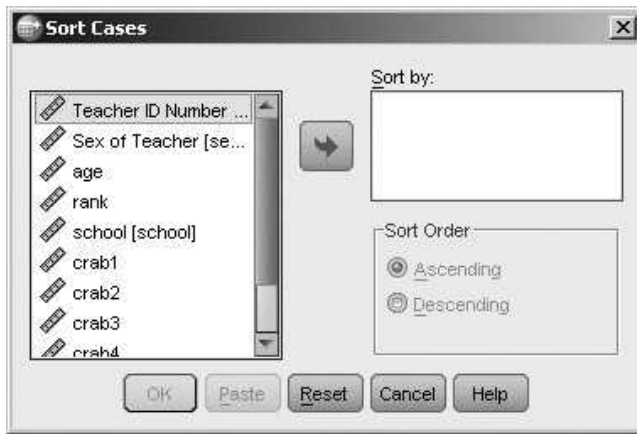 Sort Cases
Teacher ID Number ...
Sex of Teacher [se...
age
rank
school [school]
crab1
crab2
crab3
crab4
Sort by:
Sort Order
Ascending
Descending
OK
Paste
Reset
Cancel
Help